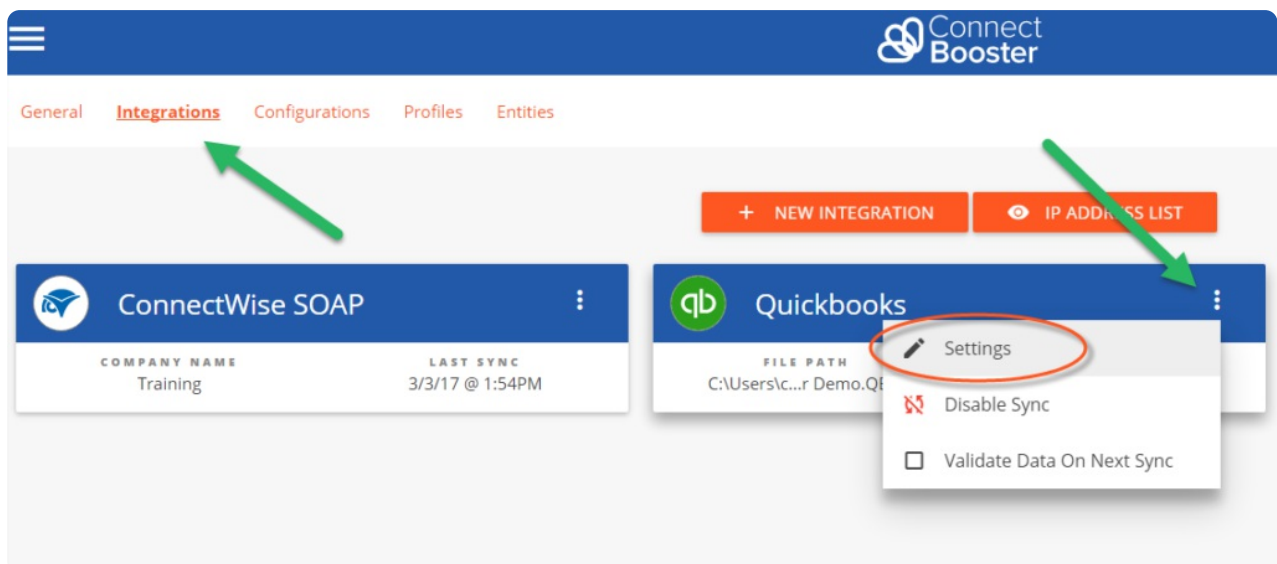 Connect
Booster
General Integrations Configurations Profiles Entities
+ NEW INTEGRATION
IP ADDRESS LIST
ConnectWise SOAP
COMPANY NAME LAST SYNC
Training 3/3/17 @ 1:54PM
qb Quickbooks
FILE PATH
C:\Users\c...r Demo.QB
Settings
Disable Sync
Validate Data On Next Sync